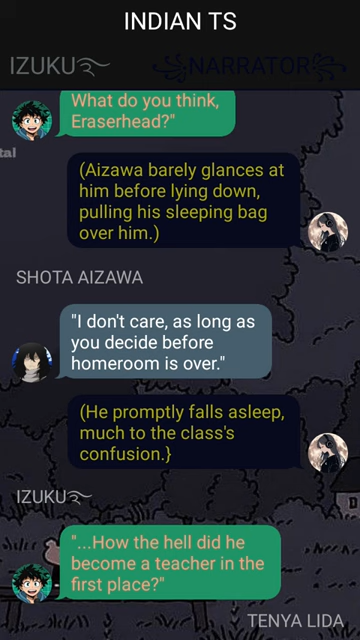 INDIAN TS
IZUKU࿐
꧁NARRATOR꧂
What do you think,
Eraserhead?"
tal
(Aizawa barely glances at
him before lying down,
pulling his sleeping bag
over him.)
SHOTA AIZAWA
"I don't care, as long as
you decide before
homeroom is over."
(He promptly falls asleep,
much to the class's
confusion.}
IZUKU࿐
"...How the hell did he
become a teacher in the
first place?"
TENYA LIDA